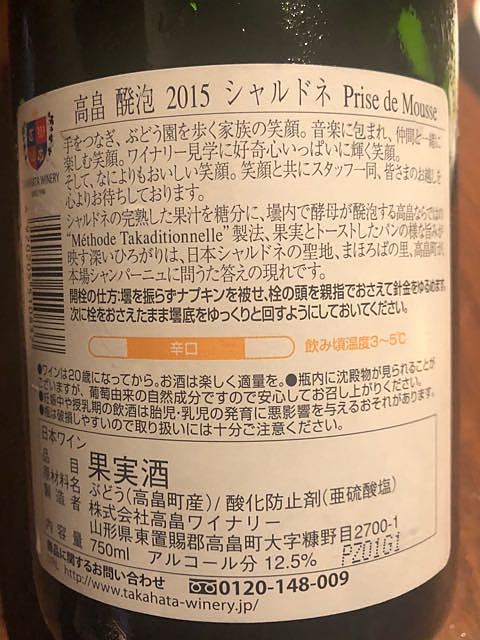 高畠 醗泡 2015 シャルドネ Prise de Mousse
手をつなぎ、ぶどう園を歩く家族の笑顔。音楽に包まれ、仲間と一緒に
楽しむ笑顔。ワイナリー見学に好奇心いっぱいに輝く笑顔。
そして、なによりもおいしい笑顔。笑顔と共にスタッフ一同、皆さまのお越しを
心よりお待ちしております。
シャルドネの完熟した果汁を糖分に、壜内で酵母が醗泡する高畠ならではの
"Méthode Takaditionnelle" 製法、果実とトーストしたパンの様な旨みが
映す深いひろがりは、日本シャルドネの聖地、まほろばの里、高畠町が、
本場シャンパーニュに問うた答えの現れです。
開栓の仕方:壜を振らずナプキンを被せ、栓の頭を親指でおさえて針金をゆるめます。
次に栓をおさえたまま壜底をゆっくりと回すようにしておいてください。
辛口 飲み頃温度3~5℃
●ワインは20歳になってから。お酒は楽しく適量を。●瓶内に沈殿物が見られることが
ございますが、葡萄由来の自然成分ですので安心してお召し上がりください。
●妊娠中や授乳期の飲酒は胎児・乳児の発育に悪影響を与えるおそれがあります。
●瓶は破損しやすいので取り扱いには十分ご注意ください。
日本ワイン
品目 果実酒
原材料名 ぶどう(高畠町産)/酸化防止剤(亜硫酸塩)
製造者 株式会社高畠ワイナリー
山形県東置賜郡高畠町大字糠野目2700-1
内容量 750ml アルコール分 12.5% PZ01G1
商品に関するお問い合わせ 0120-148-009
URL http://www.takahata-winery.jp/